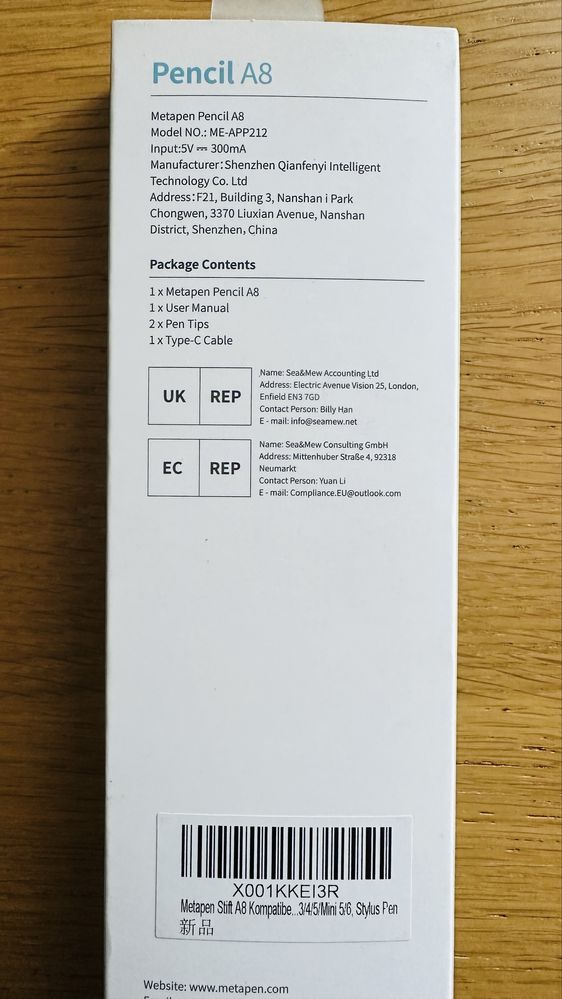 Pencil A8
Metapen Pencil A8
Model NO.: ME-APP212
Input:5V ⎓ 300mA
Manufacturer:Shenzhen Qianfenyi Intelligent
Technology Co. Ltd
Address:F21, Building 3, Nanshan i Park
Chongwen, 3370 Liuxian Avenue, Nanshan
District, Shenzhen, China
Package Contents
1 x Metapen Pencil A8
1 x User Manual
2 x Pen Tips
1 x Type-C Cable
UK REP
Name: Sea&Mew Accounting Ltd
Address: Electric Avenue Vision 25, London,
Enfield EN3 7GD
Contact Person: Billy Han
E - mail: info@seamew.net
EC REP
Name: Sea&Mew Consulting GmbH
Address: Mittenhuber Straße 4, 92318
Neumarkt
Contact Person: Yuan Li
E - mail: Compliance.EU@outlook.com
X001KKEI3R
Metapen Stift A8 Kompatibe...3/4/5/Mini 5/6, Stylus Pen
新品
Website: www.metapen.com